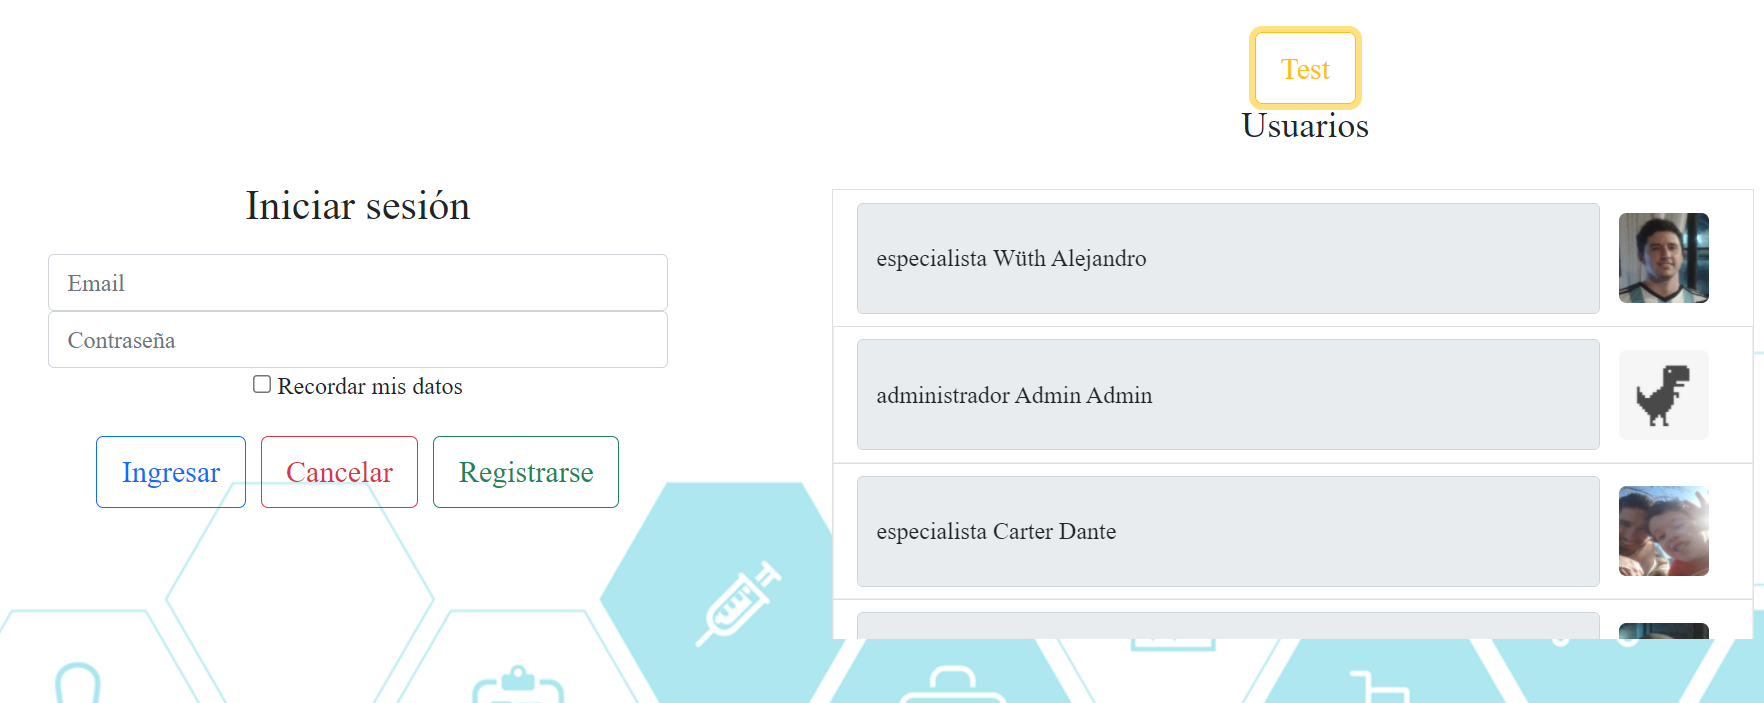 Test
Usuarios
Iniciar sesión
Email
Contraseña
Recordar mis datos
Ingresar
Cancelar
Registrarse
especialista Wüth Alejandro
administrador Admin Admin
especialista Carter Dante